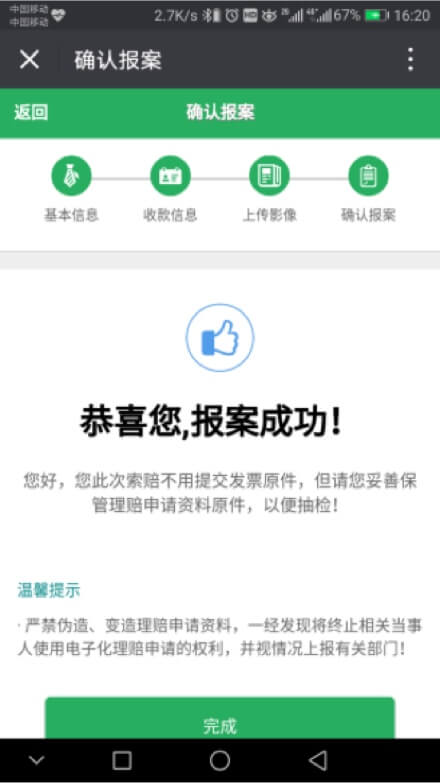 中国移动
中国移动
2.7K/s
67%
16:20
确认报案
返回
确认报案
基本信息
收款信息
上传影像
确认报案
恭喜您,报案成功!
您好，您此次索赔不用提交发票原件，但请您妥善保
管理赔申请资料原件，以便抽检!
温馨提示
· 严禁伪造、变造理赔申请资料，一经发现将终止相关当事
人使用电子化理赔申请的权利，并视情况上报有关部门!
完成